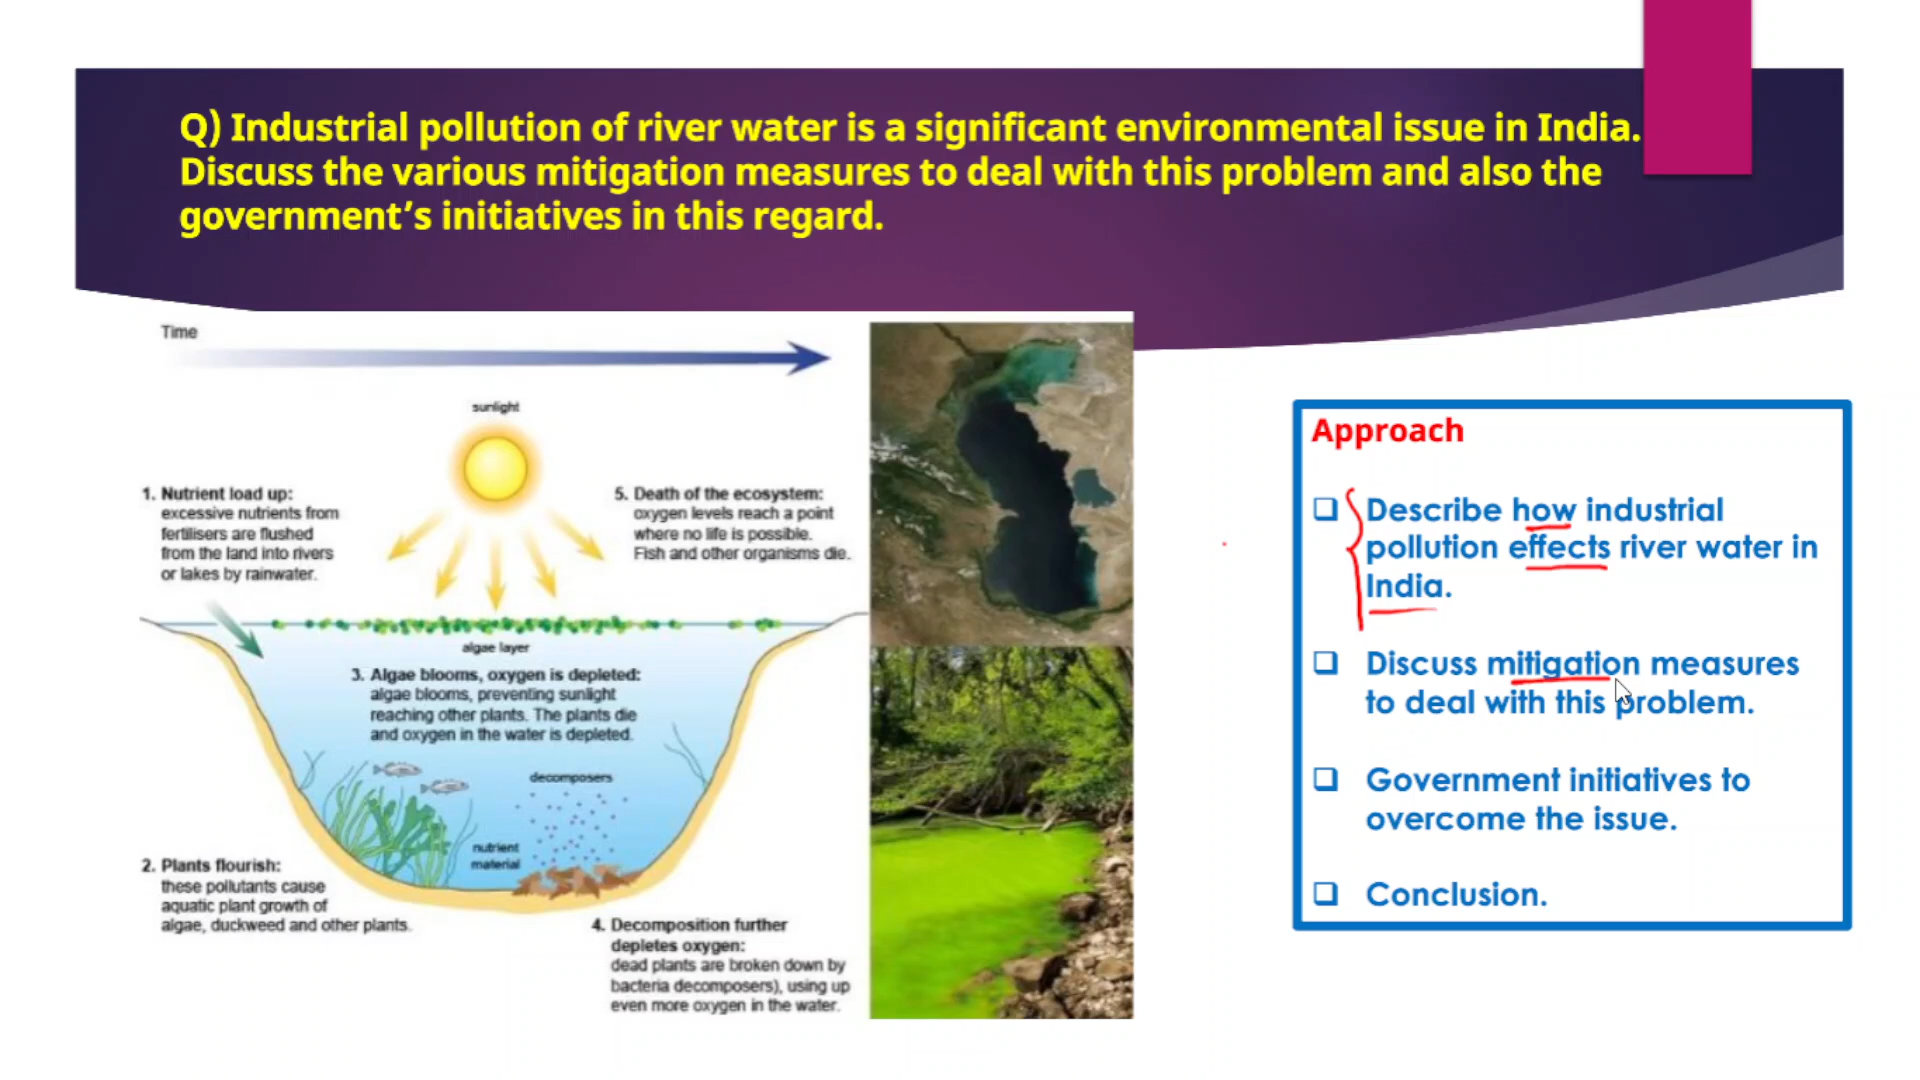 Q) Industrial pollution of river water is a significant environmental issue in India.
Discuss the various mitigation measures to deal with this problem and also the
government’s initiatives in this regard.
Time
sunlight
1. Nutrient load up:
excessive nutrients from
fertilisers are flushed
from the land into rivers
or lakes by rainwater.
5. Death of the ecosystem:
oxygen levels reach a point
where no life is possible.
Fish and other organisms die.
algae layer
3. Algae blooms, oxygen is depleted:
algae blooms, preventing sunlight
reaching other plants. The plants die
and oxygen in the water is depleted.
decomposers
nutrient
material
2. Plants flourish:
these pollutants cause
aquatic plant growth of
algae, duckweed and other plants.
4. Decomposition further
depletes oxygen:
dead plants are broken down by
bacteria decomposers), using up
even more oxygen in the water.
Approach
Describe how industrial
pollution effects river water in
India.
Discuss mitigation measures
to deal with this problem.
Government initiatives to
overcome the issue.
Conclusion.